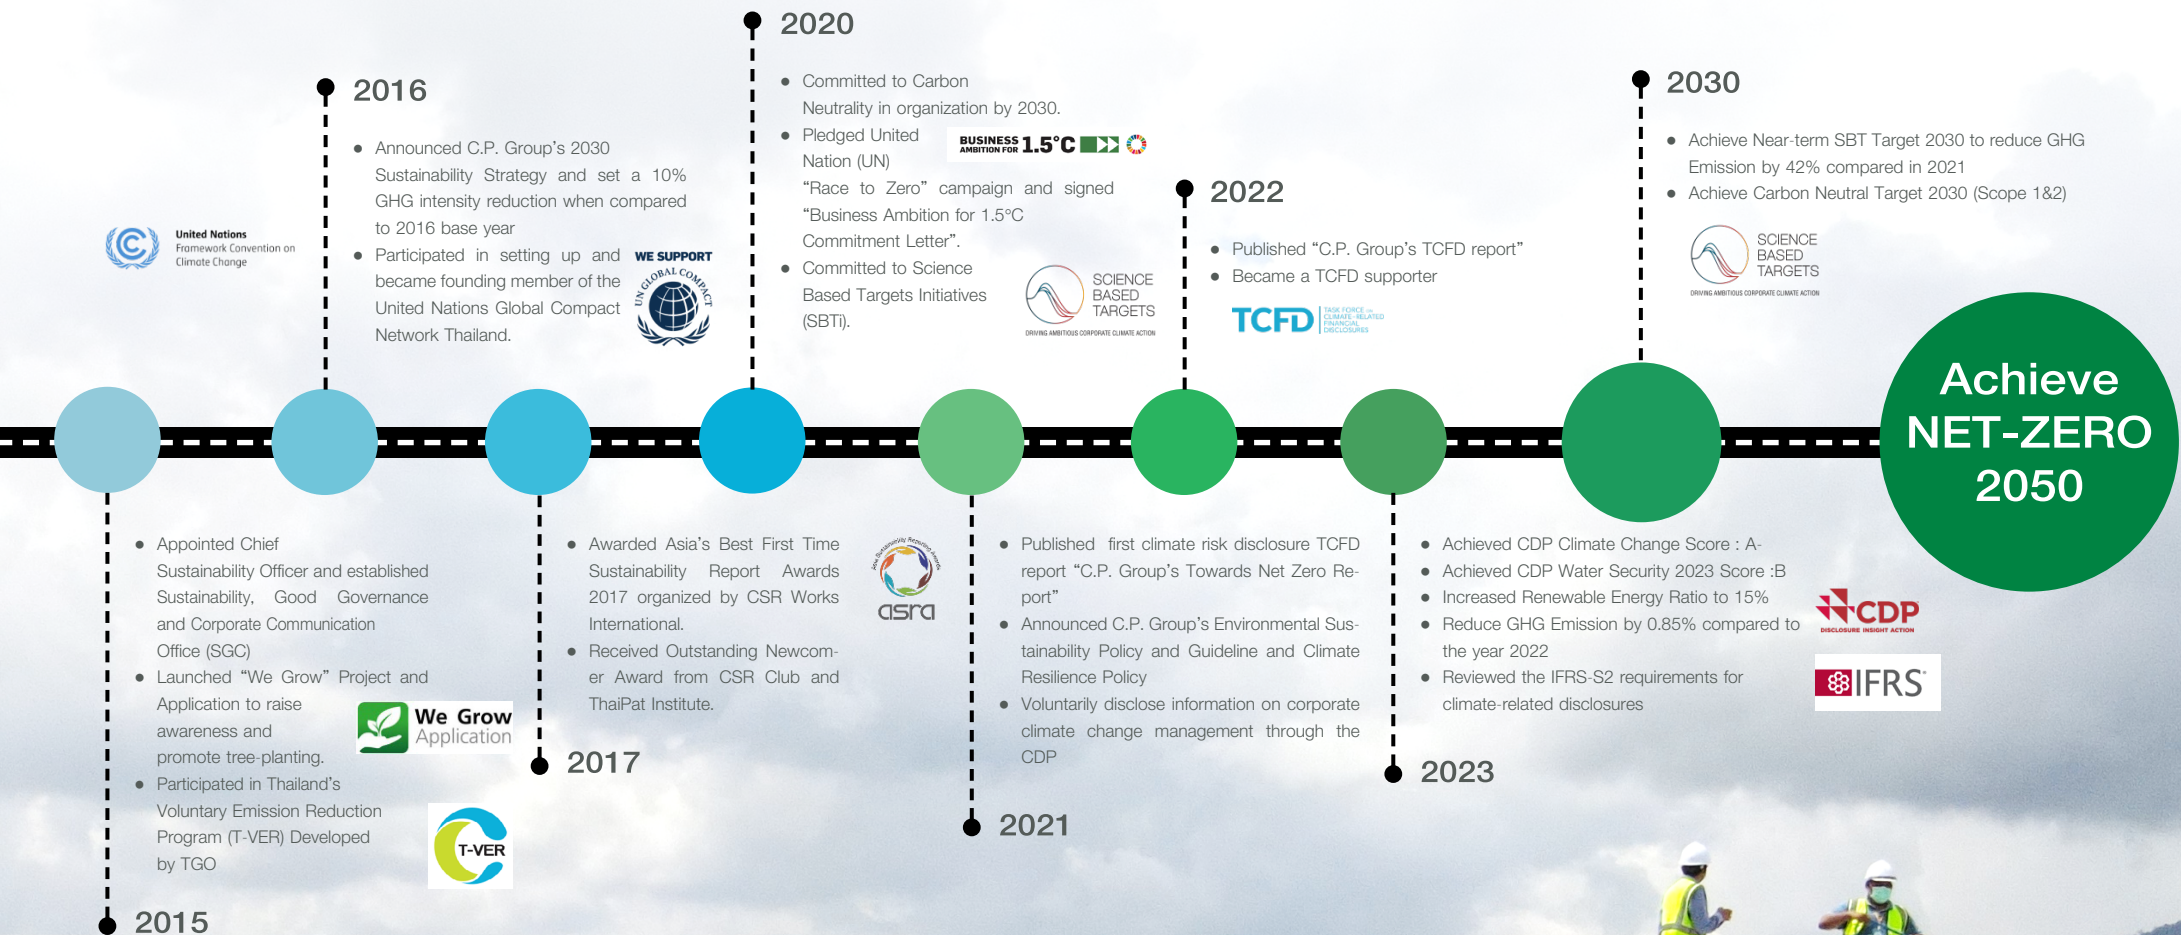 United Nations
Framework Convention on
Climate Change
2016
● Announced C.P. Group's 2030
Sustainability Strategy and set a 10%
GHG intensity reduction when compared
to 2016 base year
● Participated in setting up and
became founding member of the
United Nations Global Compact
Network Thailand.
WE SUPPORT
UN GLOBAL COMPACT
2020
● Committed to Carbon
Neutrality in organization by 2030.
● Pledged United
Nation (UN)
"Race to Zero" campaign and signed
"Business Ambition for 1.5°C
Commitment Letter".
● Committed to Science
Based Targets Initiatives
(SBTi).
BUSINESS
AMBITION FOR 1.5°C
SCIENCE
BASED
TARGETS
DRIVING AMBITIOUS CORPORATE CLIMATE ACTION
2022
● Published "C.P. Group's TCFD report"
● Became a TCFD supporter
TCFD
TASK FORCE ON
CLIMATE-RELATED
FINANCIAL
DISCLOSURES
2030
● Achieve Near-term SBT Target 2030 to reduce GHG
Emission by 42% compared in 2021
● Achieve Carbon Neutral Target 2030 (Scope 1&2)
SCIENCE
BASED
TARGETS
DRIVING AMBITIOUS CORPORATE CLIMATE ACTION
Achieve
NET-ZERO
2050
● Appointed Chief
Sustainability Officer and established
Sustainability, Good Governance
and Corporate Communication
Office (SGC)
● Launched "We Grow" Project and
Application to raise
awareness and
promote tree-planting.
● Participated in Thailand's
Voluntary Emission Reduction
Program (T-VER) Developed
by TGO
We Grow
Application
T-VER
2015
● Awarded Asia's Best First Time
Sustainability Report Awards
2017 organized by CSR Works
International.
● Received Outstanding Newcom-
er Award from CSR Club and
ThaiPat Institute.
Asia Sustainability Reporting Awards
asra
2017
● Published first climate risk disclosure TCFD
report "C.P. Group's Towards Net Zero Re-
port"
● Announced C.P. Group's Environmental Sus-
tainability Policy and Guideline and Climate
Resilience Policy
● Voluntarily disclose information on corporate
climate change management through the
CDP
2021
● Achieved CDP Climate Change Score : A-
● Achieved CDP Water Security 2023 Score :B
● Increased Renewable Energy Ratio to 15%
● Reduce GHG Emission by 0.85% compared to
the year 2022
● Reviewed the IFRS-S2 requirements for
climate-related disclosures
CDP
DISCLOSURE INSIGHT ACTION
IFRS
2023